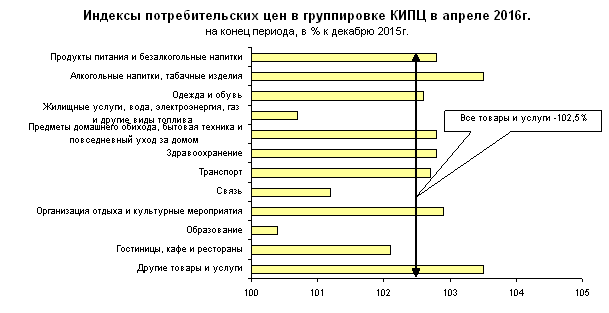 Индексы потребительских цен в группировке КИПЦ в апреле 2016г.
на конец периода, в % к декабрю 2015г.
Продукты питания и безалкогольные напитки
Алкогольные напитки, табачные изделия
Одежда и обувь
Жилищные услуги, вода, электроэнергия, газ
и другие виды топлива
Предметы домашнего обихода, бытовая техника и
повседневный уход за домом
Здравоохранение
Транспорт
Связь
Организация отдыха и культурные мероприятия
Образование
Гостиницы, кафе и рестораны
Другие товары и услуги
Все товары и услуги -102,5%
100 101 102 103 104 105